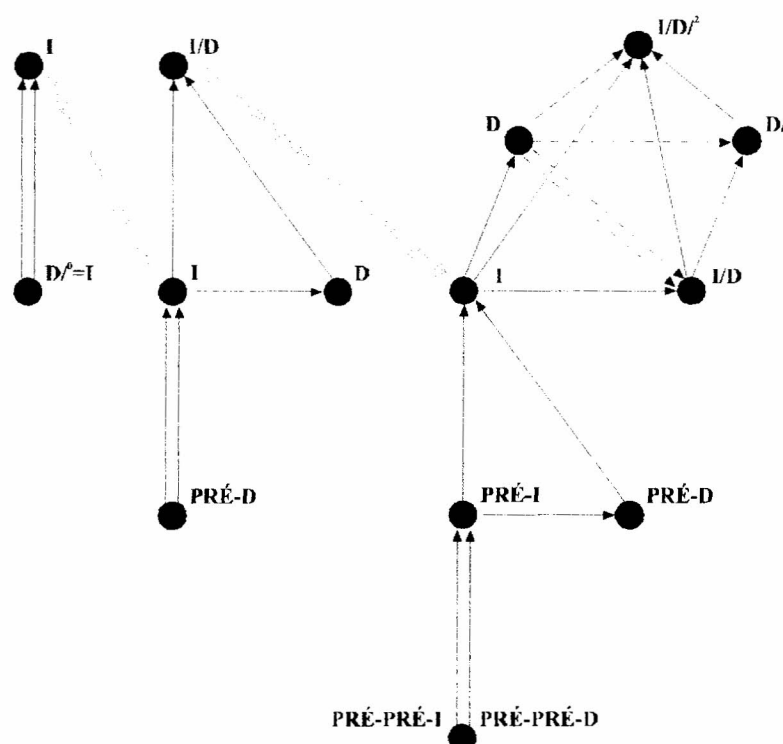 I
I/D
I/D/²
D
D/
D/⁰=I
I
D
I
I/D
PRÉ-D
PRÉ-I
PRÉ-D
PRÉ-PRÉ-I
PRÉ-PRÉ-D